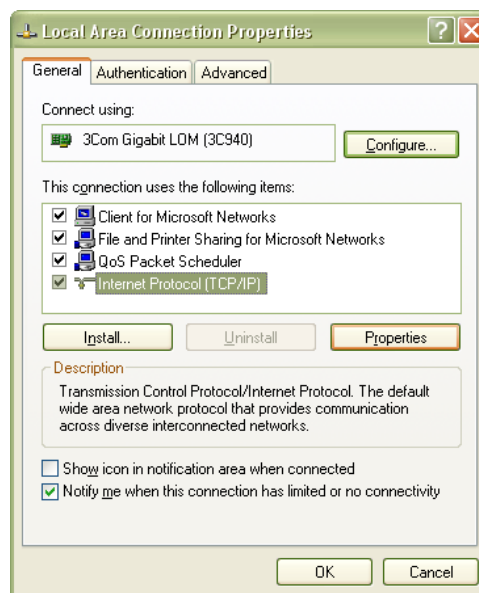 Local Area Connection Properties
General Authentication Advanced
Connect using:
3Com Gigabit LOM (3C940)
Configure...
This connection uses the following items:
Client for Microsoft Networks
File and Printer Sharing for Microsoft Networks
QoS Packet Scheduler
Internet Protocol (TCP/IP)
Install... Uninstall Properties
Description
Transmission Control Protocol/Internet Protocol. The default
wide area network protocol that provides communication
across diverse interconnected networks.
Show icon in notification area when connected
Notify me when this connection has limited or no connectivity
OK Cancel